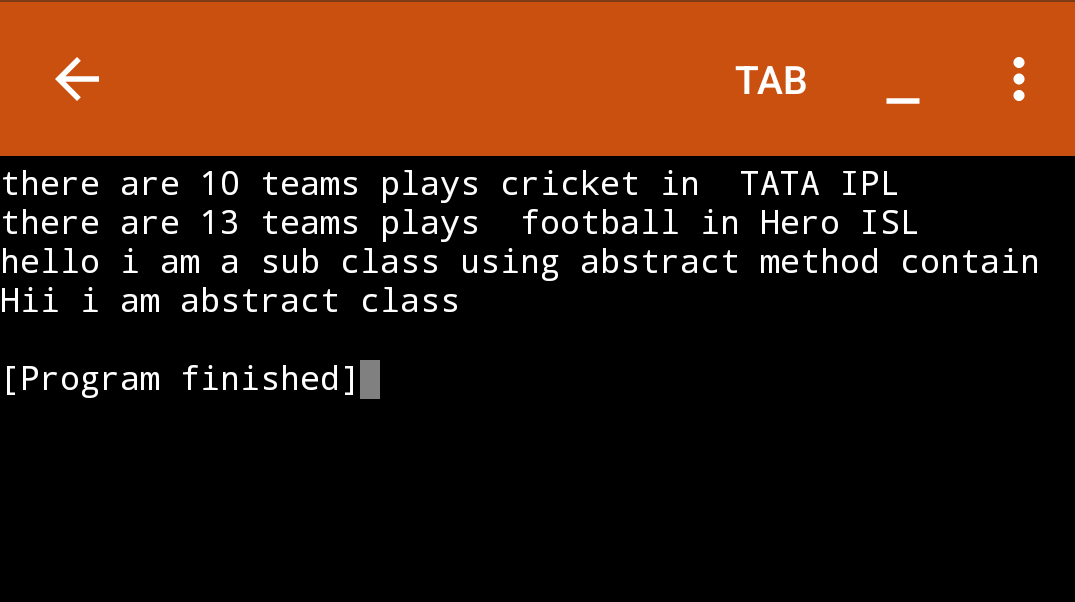 TAB _
there are 10 teams plays cricket in  TATA IPL
there are 13 teams plays  football in Hero ISL
hello i am a sub class using abstract method contain
Hii i am abstract class
[Program finished]